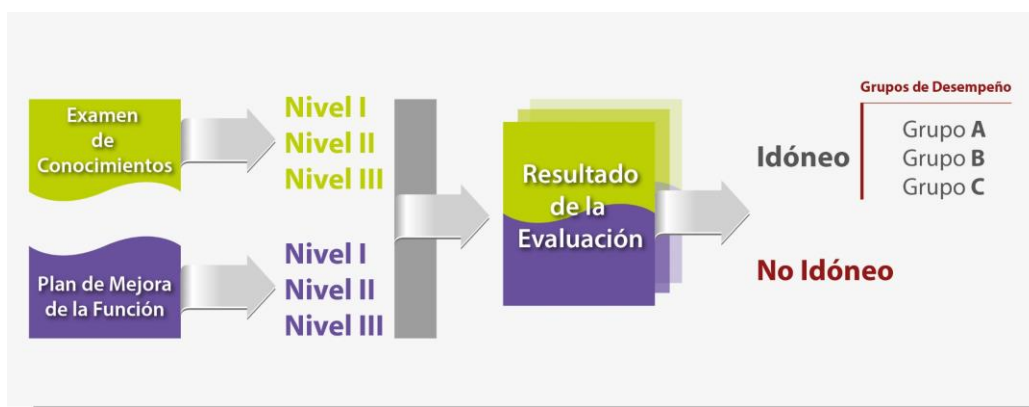 Examen
de
Conocimientos
Nivel I
Nivel II
Nivel III
Plan de Mejora
de la Función
Nivel I
Nivel II
Nivel III
Resultado
de la
Evaluación
Idóneo
Grupos de Desempeño
Grupo A
Grupo B
Grupo C
No Idóneo